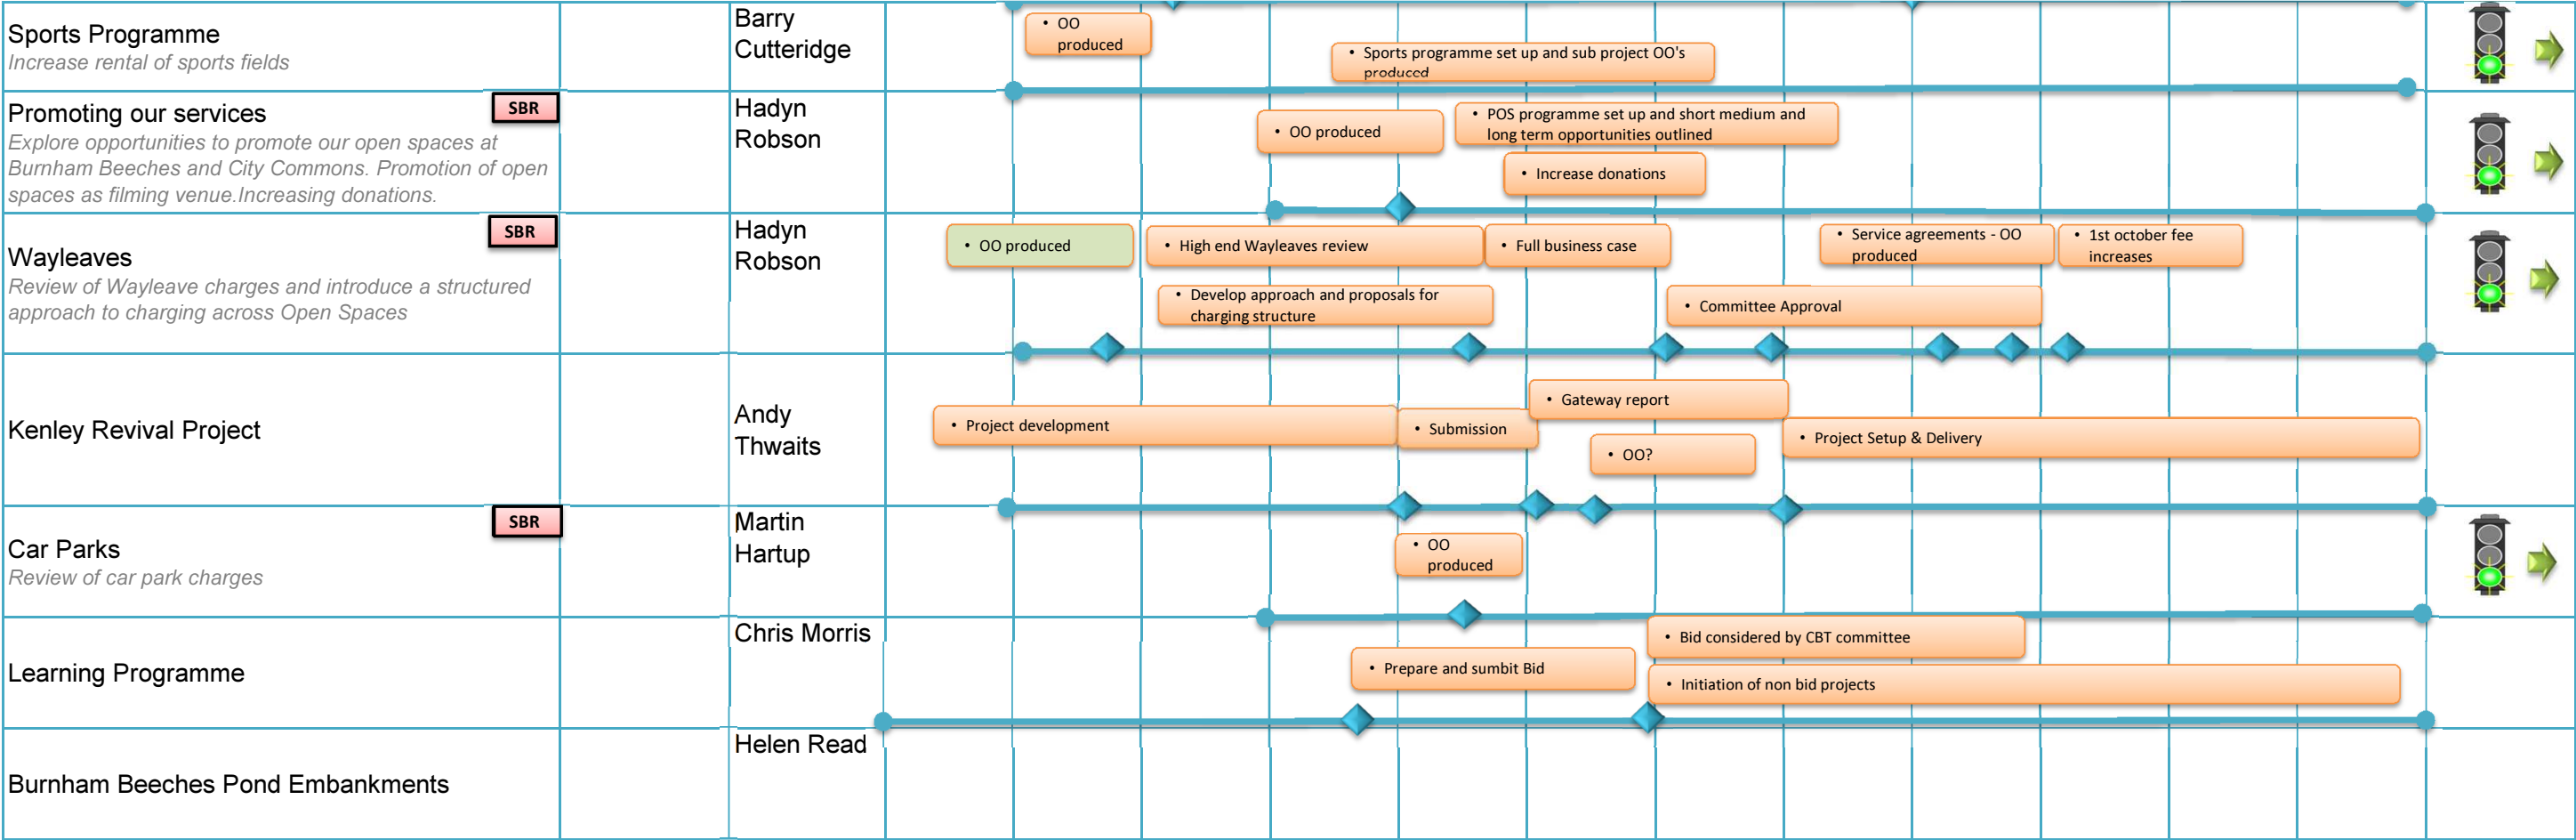 Sports Programme
Increase rental of sports fields
Barry
Cutteridge
• OO
produced
• Sports programme set up and sub project OO's
produced
Promoting our services
SBR
Explore opportunities to promote our open spaces at
Burnham Beeches and City Commons. Promotion of open
spaces as filming venue.Increasing donations.
Hadyn
Robson
• OO produced
• POS programme set up and short medium and
long term opportunities outlined
• Increase donations
SBR
Wayleaves
Review of Wayleave charges and introduce a structured
approach to charging across Open Spaces
Hadyn
Robson
• OO produced
• High end Wayleaves review
• Full business case
• Service agreements - OO
produced
• 1st october fee
increases
• Develop approach and proposals for
charging structure
• Committee Approval
Kenley Revival Project
Andy
Thwaits
• Project development
• Submission
• Gateway report
• OO?
• Project Setup & Delivery
SBR
Car Parks
Review of car park charges
Martin
Hartup
• OO
produced
Learning Programme
Chris Morris
• Prepare and sumbit Bid
• Bid considered by CBT committee
• Initiation of non bid projects
Burnham Beeches Pond Embankments
Helen Read